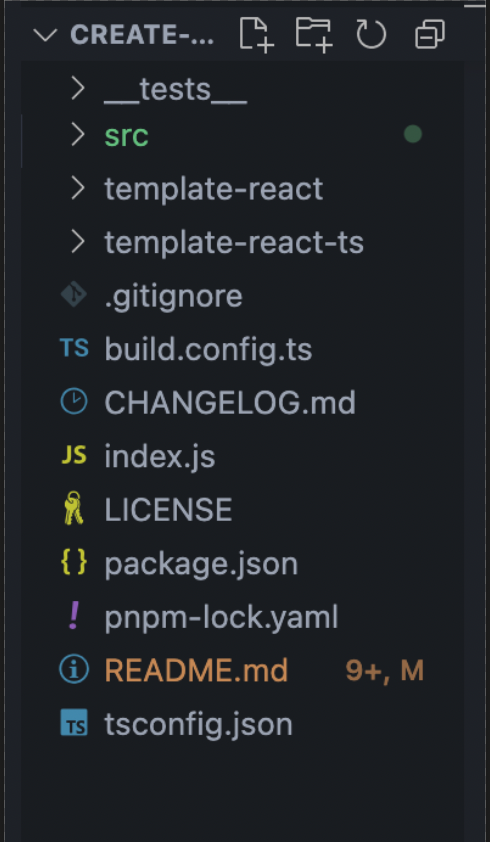 CREATE-...
__tests__
src
template-react
template-react-ts
.gitignore
TS build.config.ts
CHANGELOG.md
JS index.js
LICENSE
{} package.json
! pnpm-lock.yaml
README.md 9+, M
TS tsconfig.json